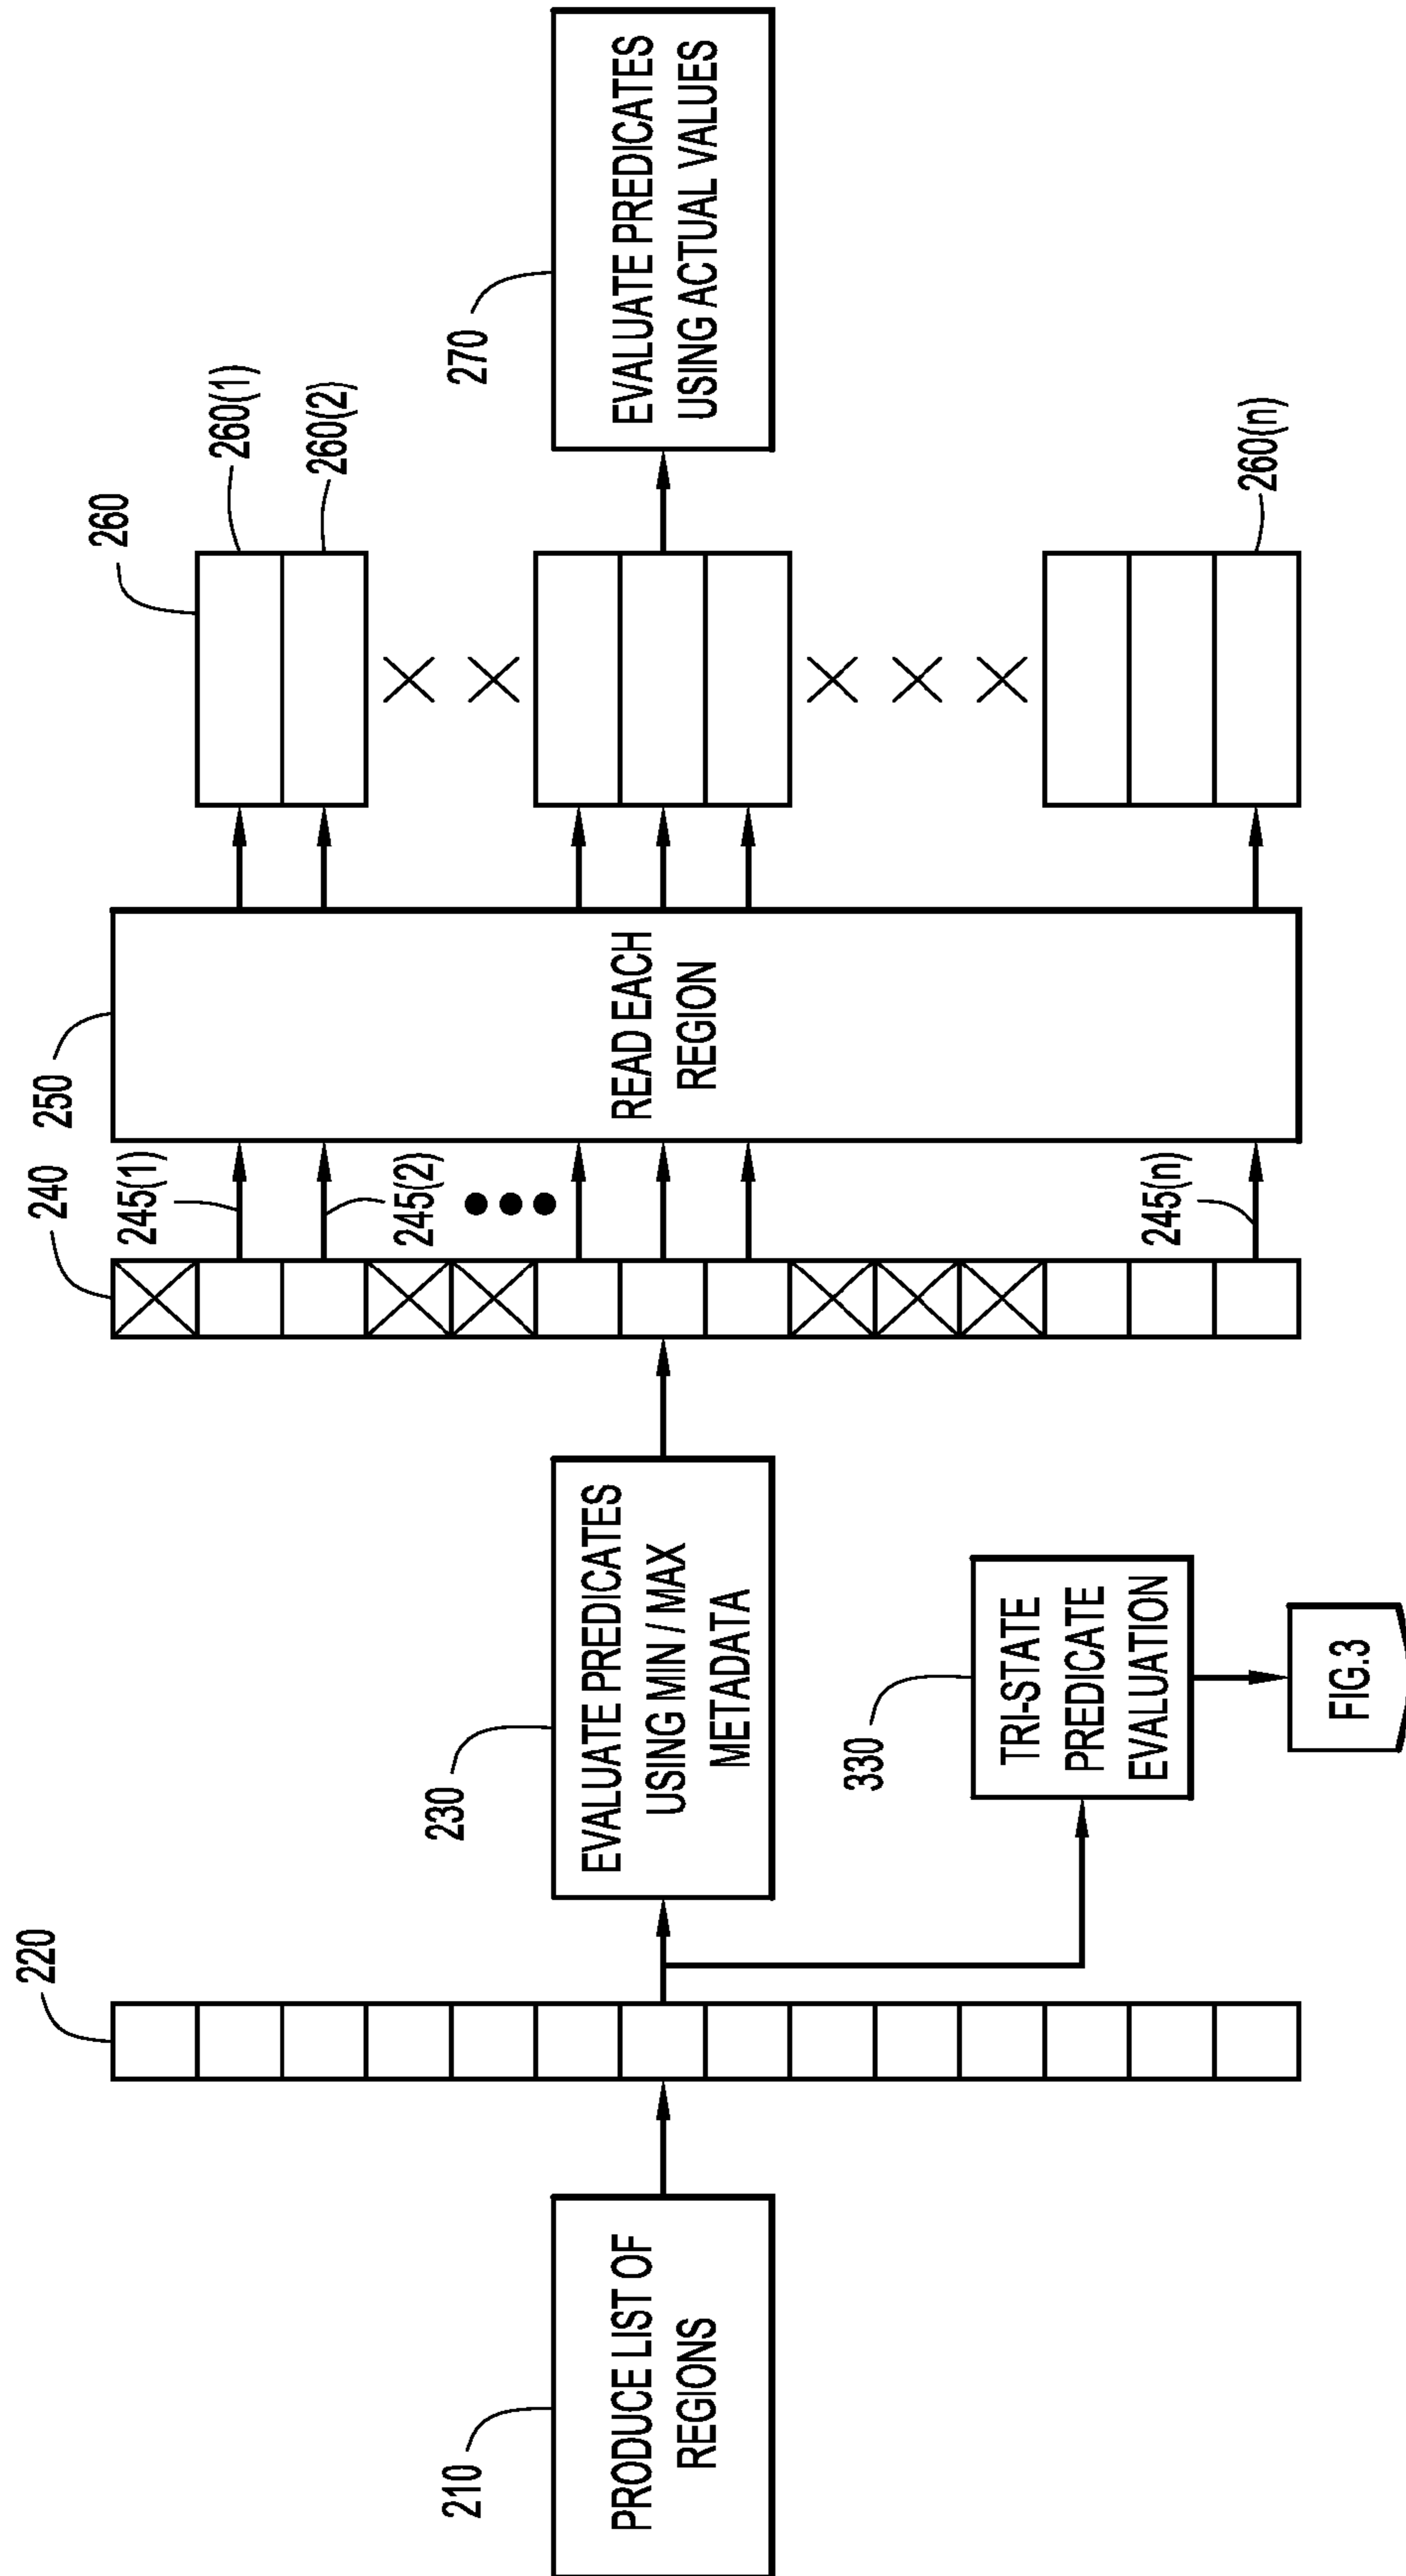 210
PRODUCE LIST OF
REGIONS
220
230
EVALUATE PREDICATES
USING MIN / MAX
METADATA
330
TRI-STATE
PREDICATE
EVALUATION
FIG.3
240
245(1)
245(2)
245(n)
250
READ EACH
REGION
260
260(1)
260(2)
260(n)
270
EVALUATE PREDICATES
USING ACTUAL VALUES